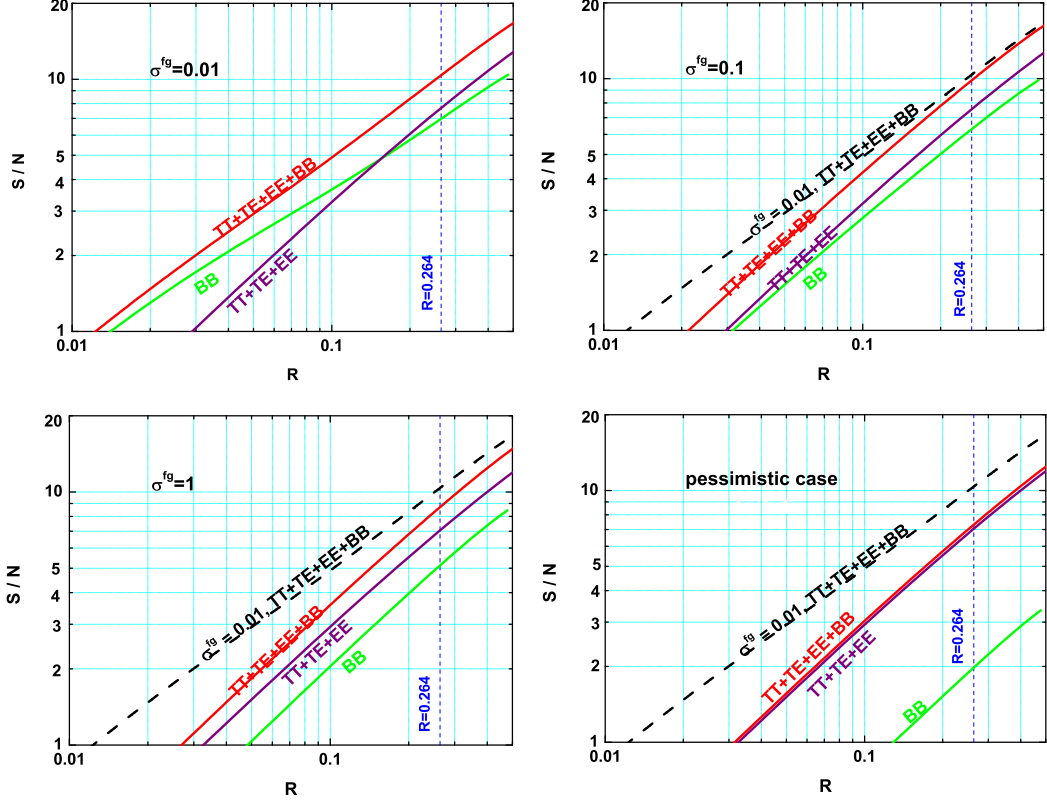 20
10
5
4
3
2
1
0.01
0.1
S / N
R
σfg=0.01
TT+TE+EE+BB
BB
TT+TE+EE
R=0.264
20
10
5
4
3
2
1
0.01
0.1
S / N
R
σfg=0.1
σfg = 0.01, TT+TE+EE+BB
TT+TE+EE+BB
TT+TE+EE
BB
R=0.264
20
10
5
4
3
2
1
0.01
0.1
S / N
R
σfg=1
σfg = 0.01, TT+TE+EE+BB
TT+TE+EE+BB
TT+TE+EE
BB
R=0.264
20
10
5
4
3
2
1
0.01
0.1
S / N
R
pessimistic case
σfg = 0.01, TT+TE+EE+BB
TT+TE+EE+BB
TT+TE+EE
BB
R=0.264